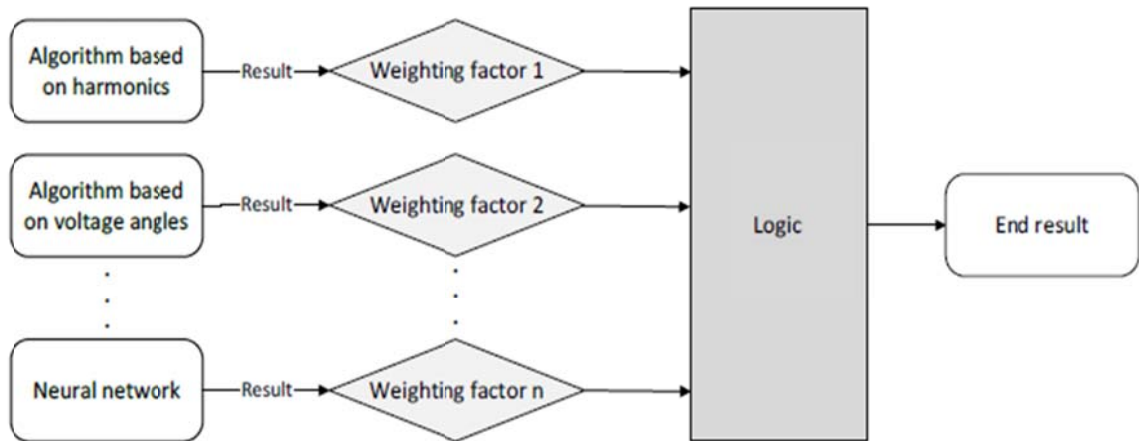 Algorithm based
on harmonics
Result
Weighting factor 1
Algorithm based
on voltage angles
Result
Weighting factor 2
Logic
End result
Neural network
Result
Weighting factor n